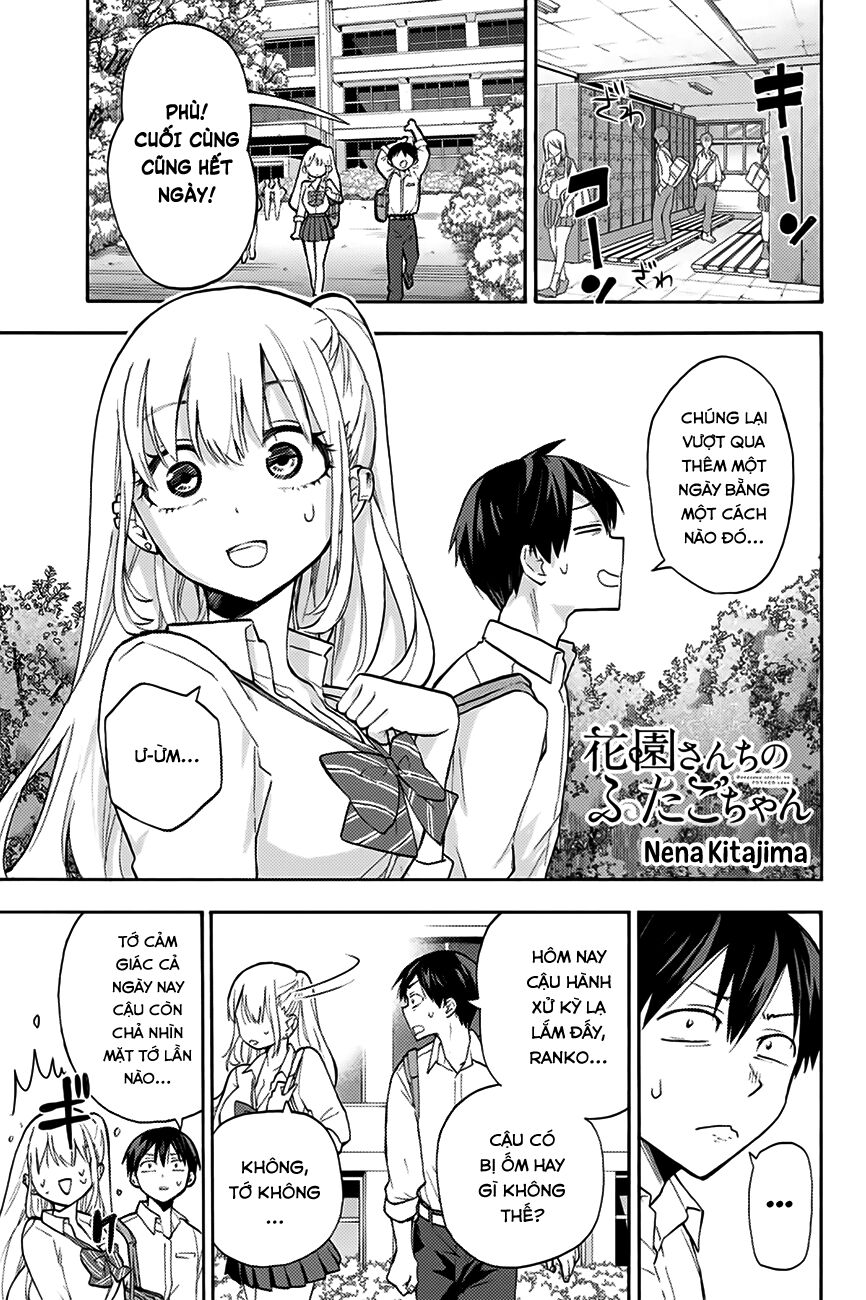 キーンコーン
ざわ
ざわ
PHÙ!
CUỐI CÙNG
CŨNG HẾT
NGÀY!
CHÚNG LẠI
VƯỢT QUA
THÊM MỘT
NGÀY BẰNG
MỘT CÁCH
NÀO ĐÓ...
Ư-ỪM...
花園さんちの
ふたごちゃん
Nena Kitajima
...
HÔM NAY
CẬU HÀNH
XỬ KỲ LẠ
LẮM ĐẤY,
RANKO...
CẬU CÓ
BỊ ỐM HAY
GÌ KHÔNG
THẾ?
KHÔNG,
TỚ KHÔNG
...
TỚ CẢM
GIÁC CẢ
NGÀY NAY
CẬU CÒN
CHẢ NHÌN
MẶT TỚ LẦN
NÀO...
ギク